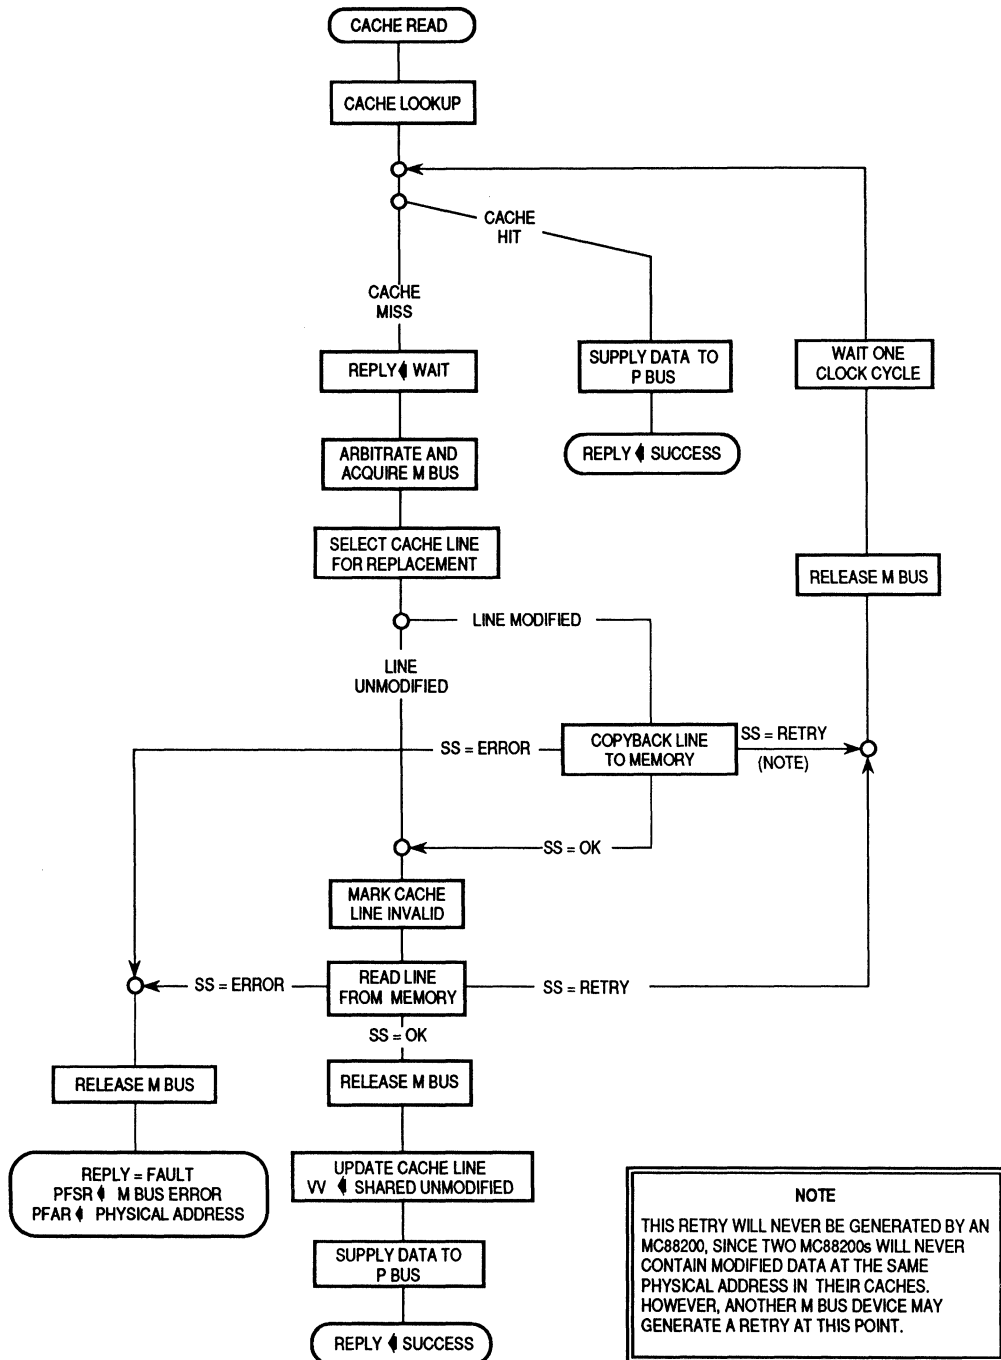 CACHE READ
CACHE LOOKUP
CACHE
HIT
CACHE
MISS
REPLY ⏴ WAIT
SUPPLY DATA TO
P BUS
WAIT ONE
CLOCK CYCLE
ARBITRATE AND
ACQUIRE M BUS
REPLY ⏴ SUCCESS
SELECT CACHE LINE
FOR REPLACEMENT
RELEASE M BUS
LINE MODIFIED
LINE
UNMODIFIED
SS = ERROR
COPYBACK LINE
TO MEMORY
SS = RETRY
(NOTE)
SS = OK
MARK CACHE
LINE INVALID
SS = ERROR
READ LINE
FROM MEMORY
SS = RETRY
SS = OK
RELEASE M BUS
RELEASE M BUS
REPLY = FAULT
PFSR ⏴ M BUS ERROR
PFAR ⏴ PHYSICAL ADDRESS
UPDATE CACHE LINE
VV ⏴ SHARED UNMODIFIED
SUPPLY DATA TO
P BUS
REPLY ⏴ SUCCESS
NOTE
THIS RETRY WILL NEVER BE GENERATED BY AN
MC88200, SINCE TWO MC88200s WILL NEVER
CONTAIN MODIFIED DATA AT THE SAME
PHYSICAL ADDRESS IN THEIR CACHES.
HOWEVER, ANOTHER M BUS DEVICE MAY
GENERATE A RETRY AT THIS POINT.